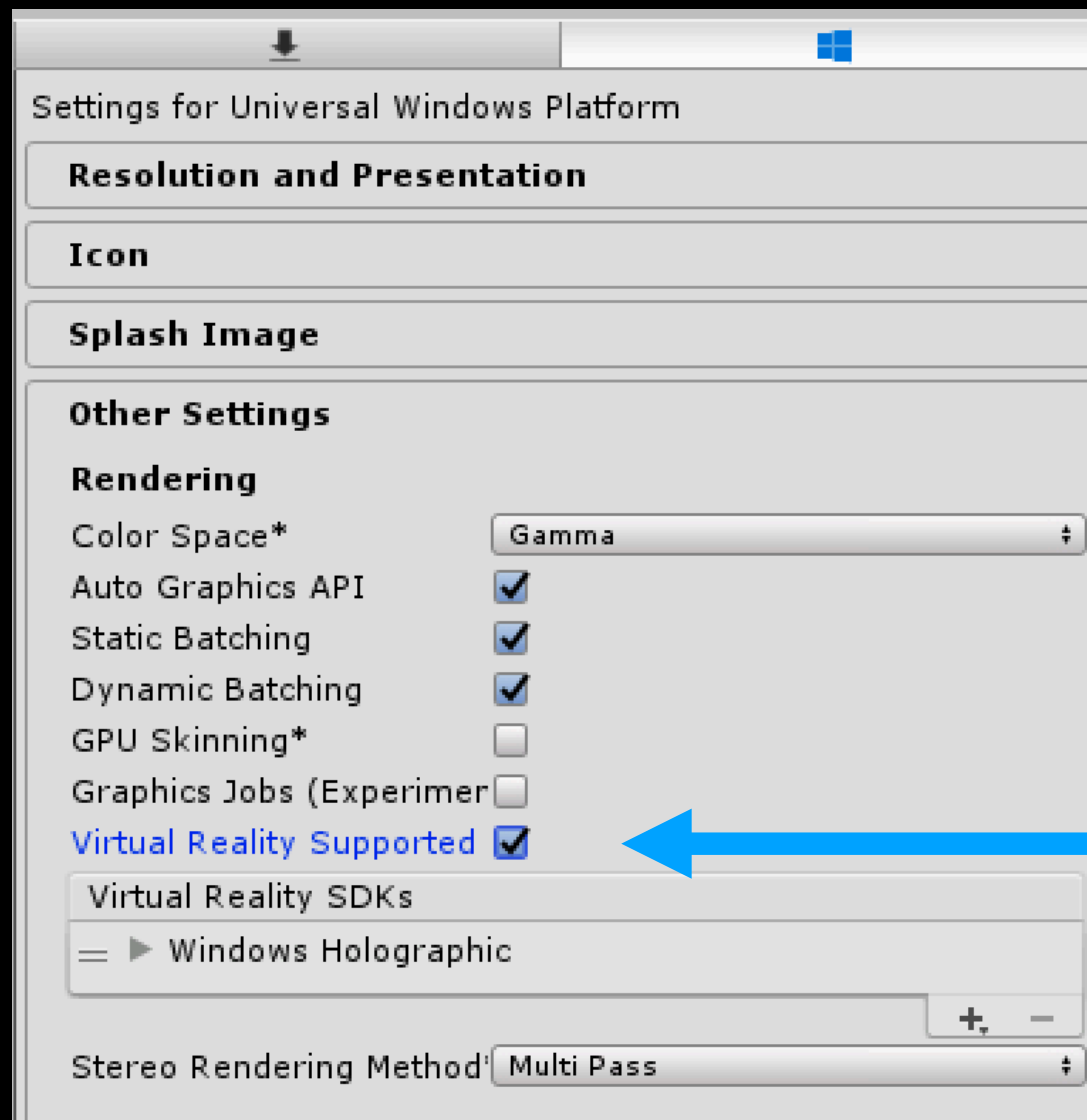 Settings for Universal Windows Platform
Resolution and Presentation
Icon
Splash Image
Other Settings
Rendering
Color Space* Gamma
Auto Graphics API
Static Batching
Dynamic Batching
GPU Skinning*
Graphics Jobs (Experimer
Virtual Reality Supported
Virtual Reality SDKs
Windows Holographic
Stereo Rendering Method* Multi Pass